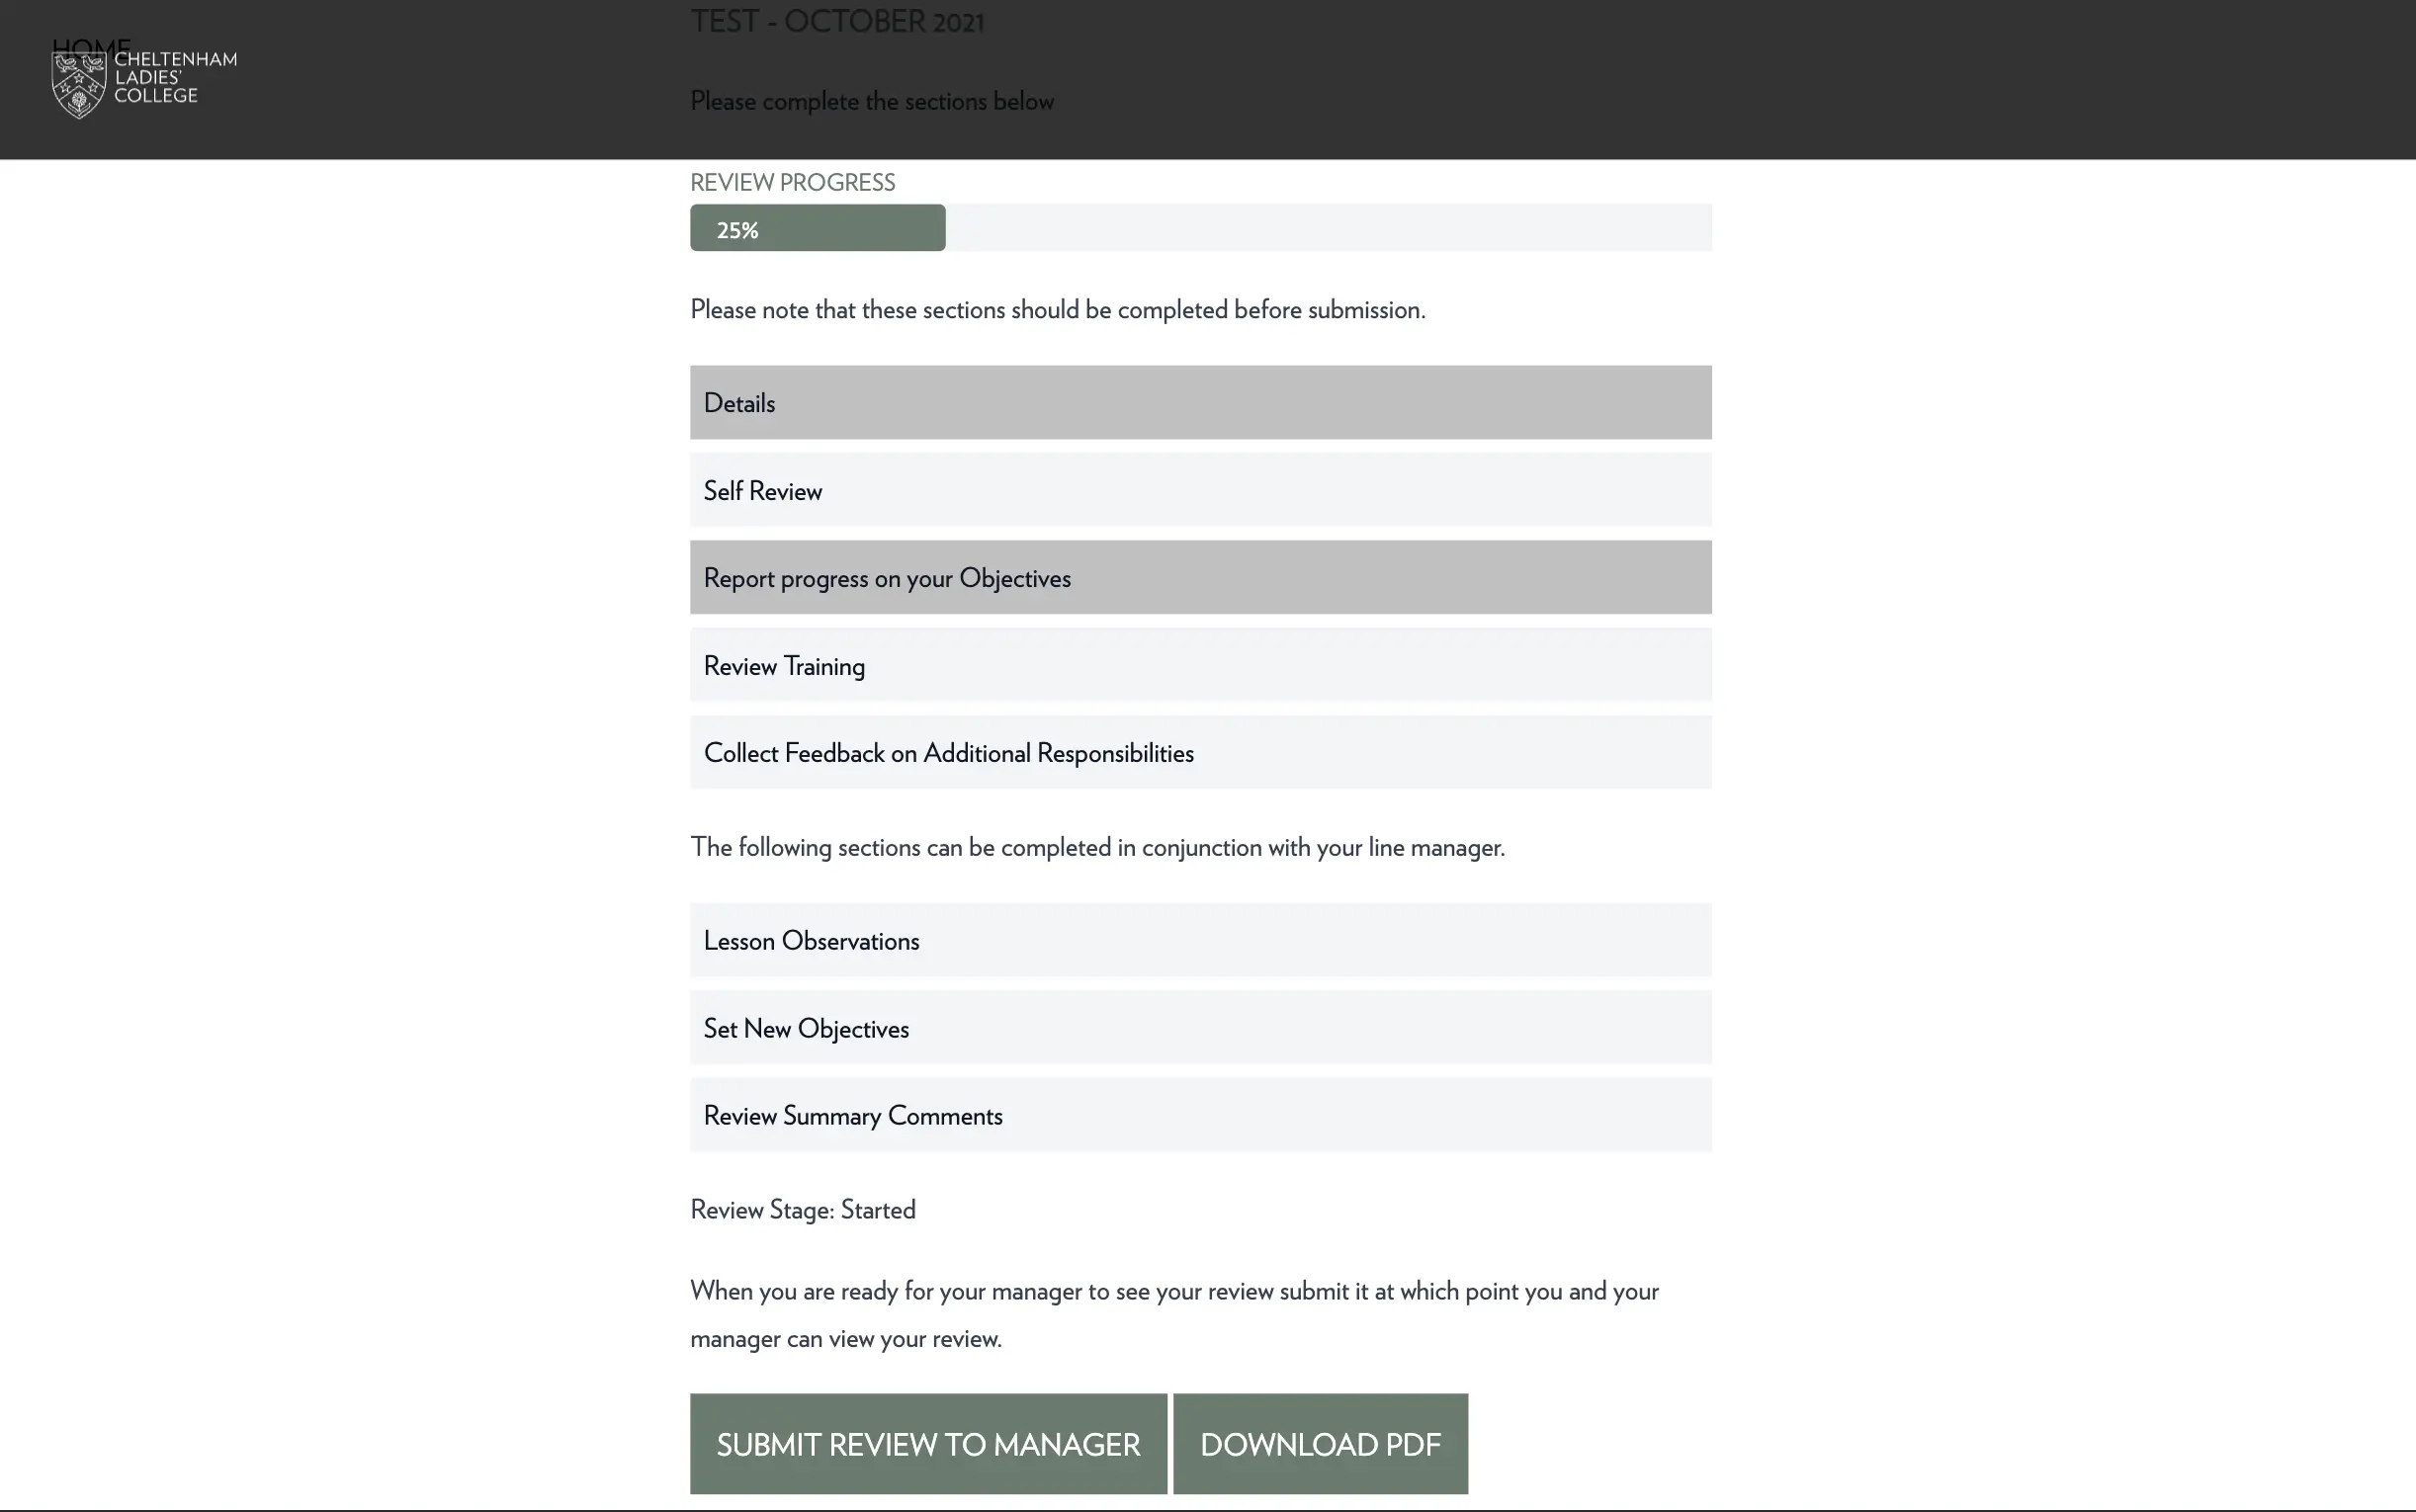 TEST - OCTOBER 2021
HOME
CHELTENHAM
LADIES'
COLLEGE
Please complete the sections below
REVIEW PROGRESS
25%
Please note that these sections should be completed before submission.
Details
Self Review
Report progress on your Objectives
Review Training
Collect Feedback on Additional Responsibilities
The following sections can be completed in conjunction with your line manager.
Lesson Observations
Set New Objectives
Review Summary Comments
Review Stage: Started
When you are ready for your manager to see your review submit it at which point you and your
manager can view your review.
SUBMIT REVIEW TO MANAGER
DOWNLOAD PDF